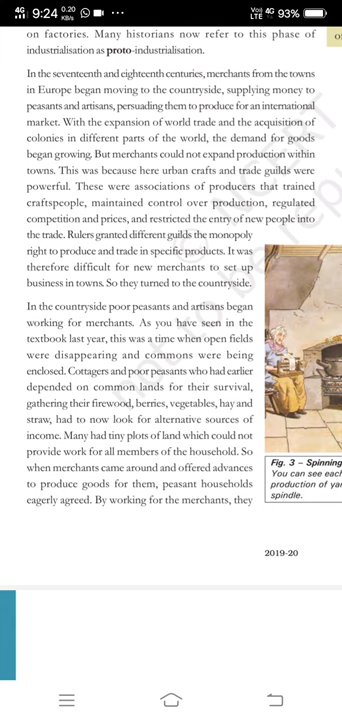 4G 9:24 0.20 KB/s ... Vo) LTE 4G 93%
on factories. Many historians now refer to this phase of
industrialisation as proto-industrialisation.
In the seventeenth and eighteenth centuries, merchants from the towns
in Europe began moving to the countryside, supplying money to
peasants and artisans, persuading them to produce for an international
market. With the expansion of world trade and the acquisition of
colonies in different parts of the world, the demand for goods
began growing. But merchants could not expand production within
towns. This was because here urban crafts and trade guilds were
powerful. These were associations of producers that trained
craftspeople, maintained control over production, regulated
competition and prices, and restricted the entry of new people into
the trade. Rulers granted different guilds the monopoly
right to produce and trade in specific products. It was
therefore difficult for new merchants to set up
business in towns. So they turned to the countryside.
In the countryside poor peasants and artisans began
working for merchants. As you have seen in the
textbook last year, this was a time when open fields
were disappearing and commons were being
enclosed. Cottagers and poor peasants who had earlier
depended on common lands for their survival,
gathering their firewood, berries, vegetables, hay and
straw, had to now look for alternative sources of
income. Many had tiny plots of land which could not
provide work for all members of the household. So
when merchants came around and offered advances
to produce goods for them, peasant households
eagerly agreed. By working for the merchants, they
Fig. 3 – Spinning
You can see each
production of
spindle.
2019-20